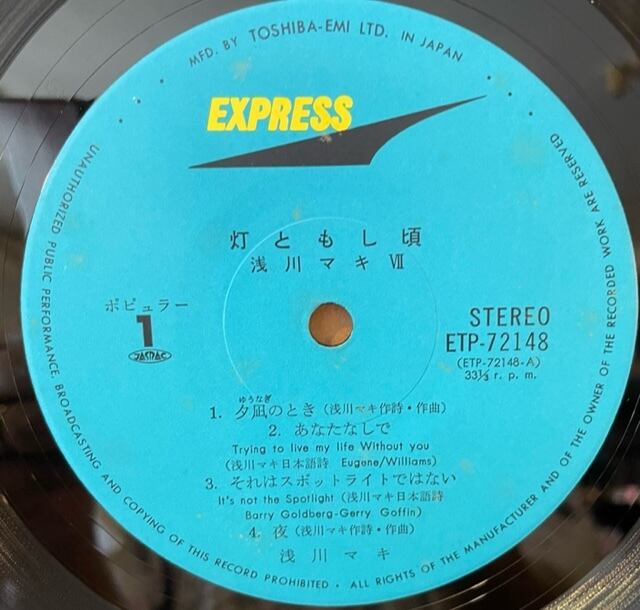 MFD. BY TOSHIBA-EMI LTD. IN JAPAN
EXPRESS
灯ともし頃
浅川マキ Ⅶ
ポピュラー
1
JASRAC
STEREO
ETP-72148
(ETP-72148-A)
33⅓ r. p. m.
ゆうなぎ
1. 夕凪のとき (浅川マキ作詩・作曲)
2. あなたなしで
Trying to live my life Without you
(浅川マキ日本語詩 Eugene/Williams)
3. それはスポットライトではない
It's not the Spotlight (浅川マキ日本語詩
Barry Goldberg-Gerry. Goffin)
4. 夜 (浅川マキ作詩・作曲)
浅川マキ
UNAUTHORIZED PUBLIC PERFORMANCE, BROADCASTING AND COPYING OF THIS RECORD PROHIBITED • ALL RIGHTS OF THE MANUFACTURER AND OF THE OWNER OF THE RECORDED WORK ARE RESERVED